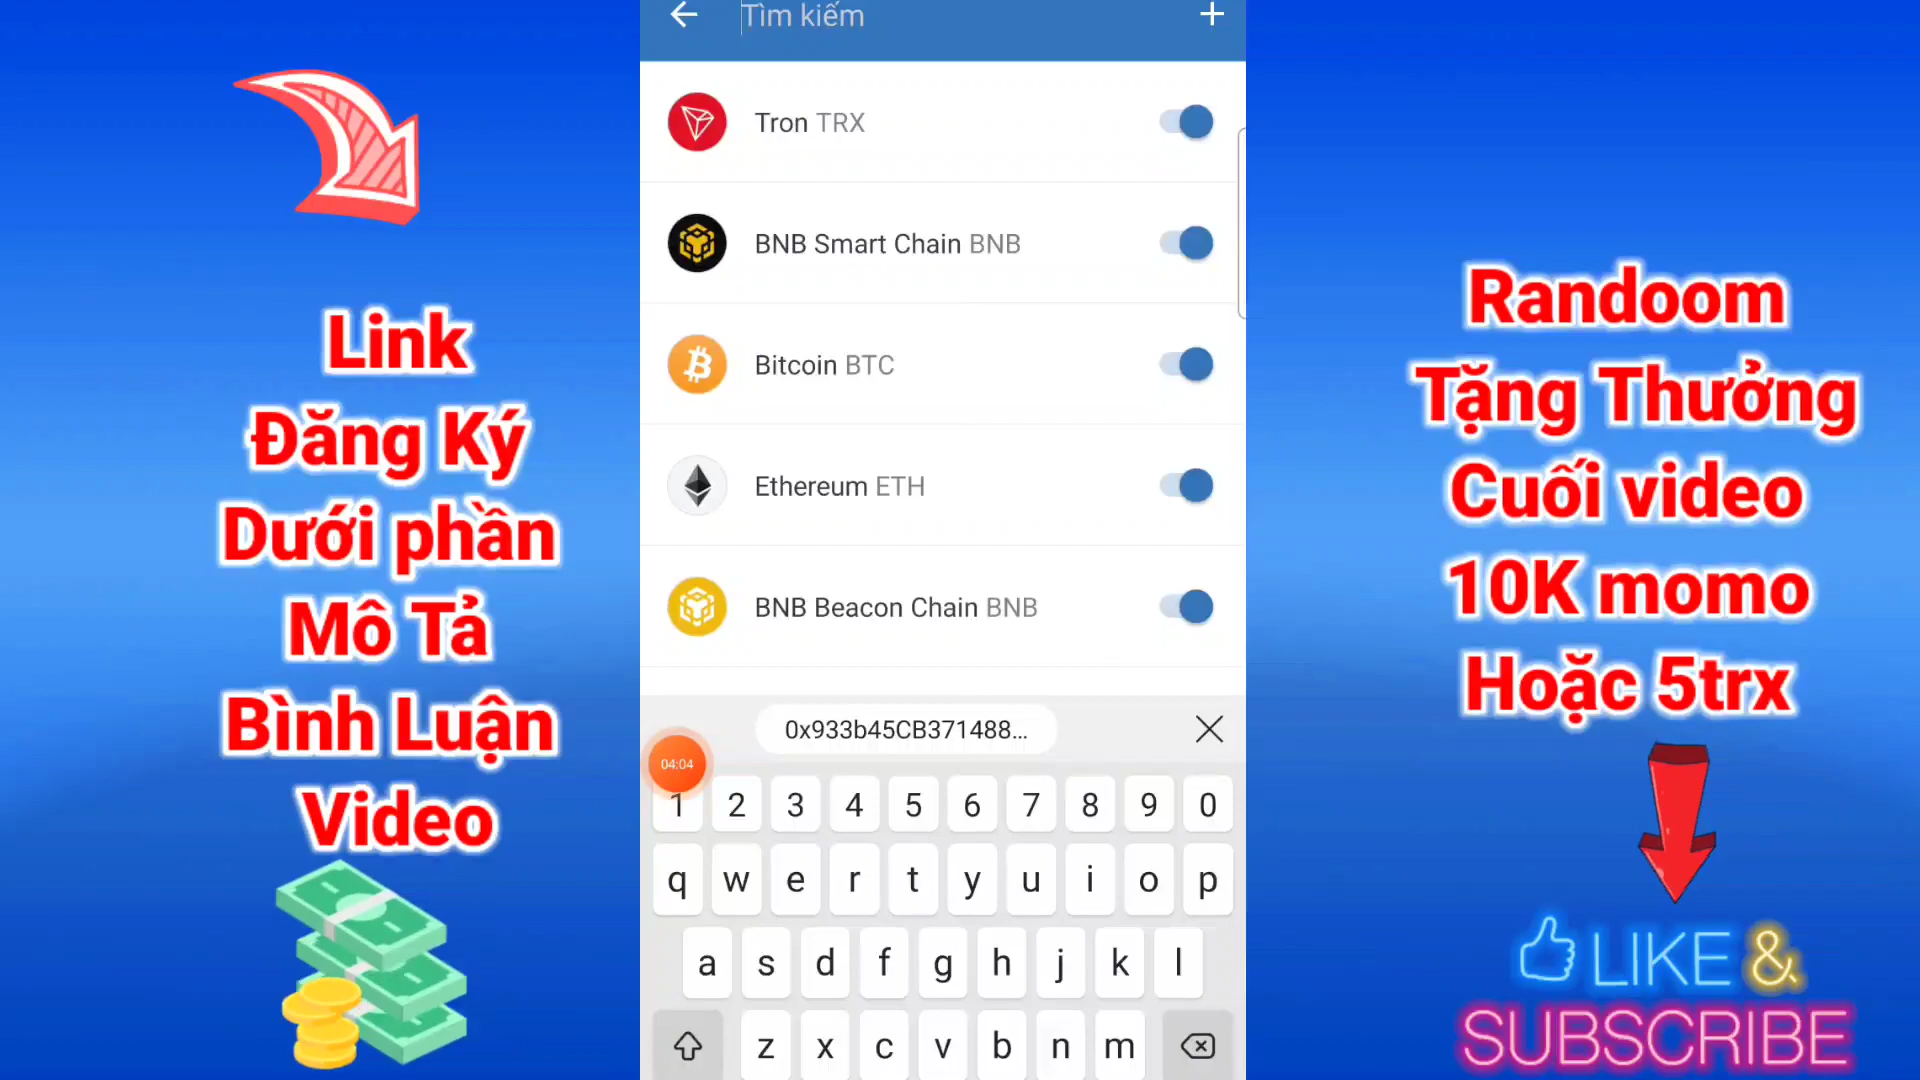 Tìm kiếm
Tron TRX
BNB Smart Chain BNB
Bitcoin BTC
Ethereum ETH
BNB Beacon Chain BNB
0x933b45CB371488...
04:04
1 2 3 4 5 6 7 8 9 0
q w e r t y u i o p
a s d f g h j k l
z x c v b n m
Link
Đăng Ký
Dưới phần
Mô Tả
Bình Luận
Video
Randoom
Tặng Thưởng
Cuối video
10K momo
Hoặc 5trx
LIKE &
SUBSCRIBE